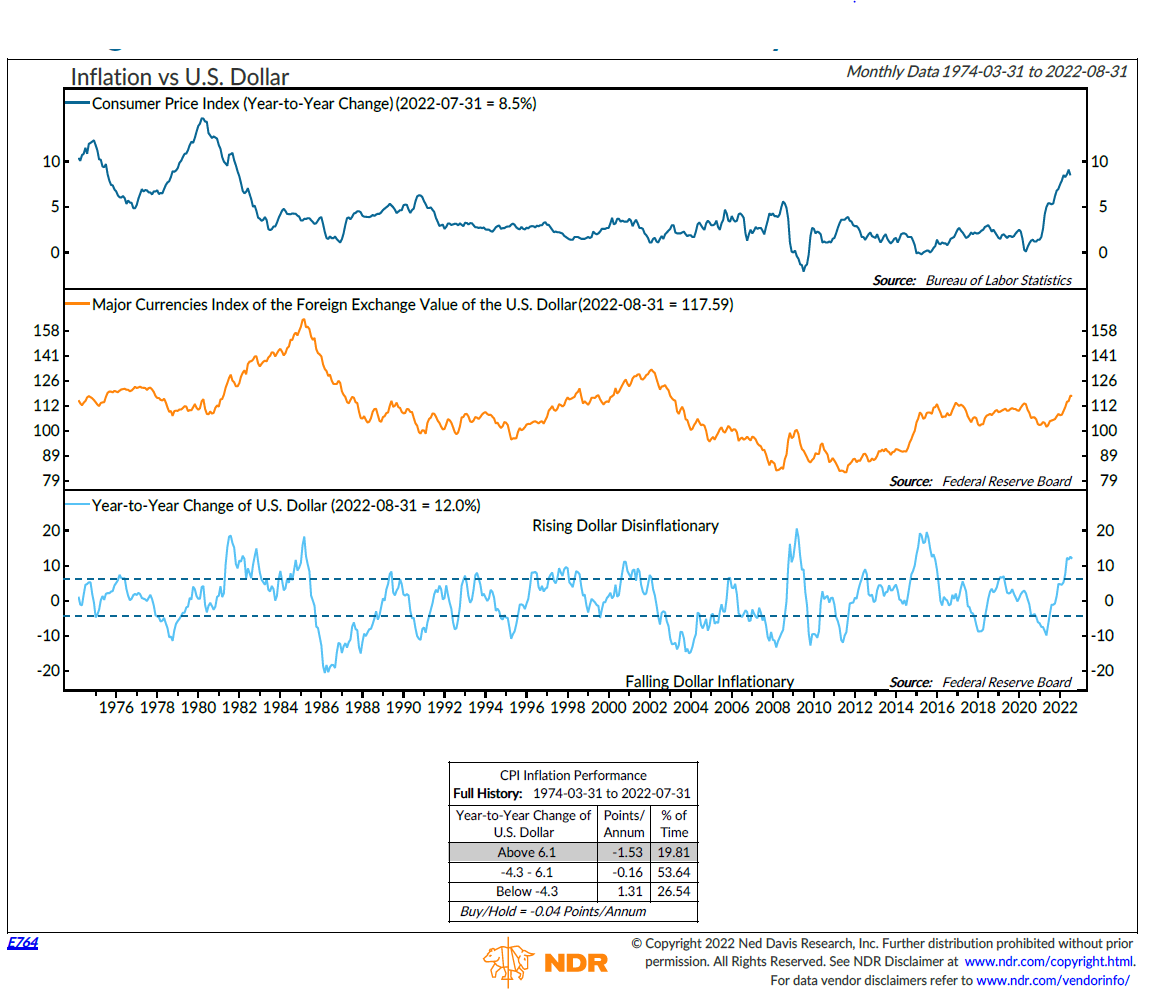 Inflation vs U.S. Dollar
Monthly Data 1974-03-31 to 2022-08-31
Consumer Price Index (Year-to-Year Change) (2022-07-31 = 8.5%)
10 10
5 5
0 0
Source: Bureau of Labor Statistics
Major Currencies Index of the Foreign Exchange Value of the U.S. Dollar(2022-08-31 = 117.59)
158 158
141 141
126 126
112 112
100 100
89 89
79 79
Source: Federal Reserve Board
Year-to-Year Change of U.S. Dollar (2022-08-31 = 12.0%)
Rising Dollar Disinflationary
20 20
10 10
0 0
-10 -10
-20 -20
Falling Dollar Inflationary
Source: Federal Reserve Board
1976 1978 1980 1982 1984 1986 1988 1990 1992 1994 1996 1998 2000 2002 2004 2006 2008 2010 2012 2014 2016 2018 2020 2022
CPI Inflation Performance
Full History: 1974-03-31 to 2022-07-31
Year-to-Year Change of U.S. Dollar Points/ Annum % of Time
Above 6.1 -1.53 19.81
-4.3 - 6.1 -0.16 53.64
Below -4.3 1.31 26.54
Buy/Hold = -0.04 Points/Annum
E764
NDR
© Copyright 2022 Ned Davis Research, Inc. Further distribution prohibited without prior
permission. All Rights Reserved. See NDR Disclaimer at www.ndr.com/copyright.html.
For data vendor disclaimers refer to www.ndr.com/vendorinfo/